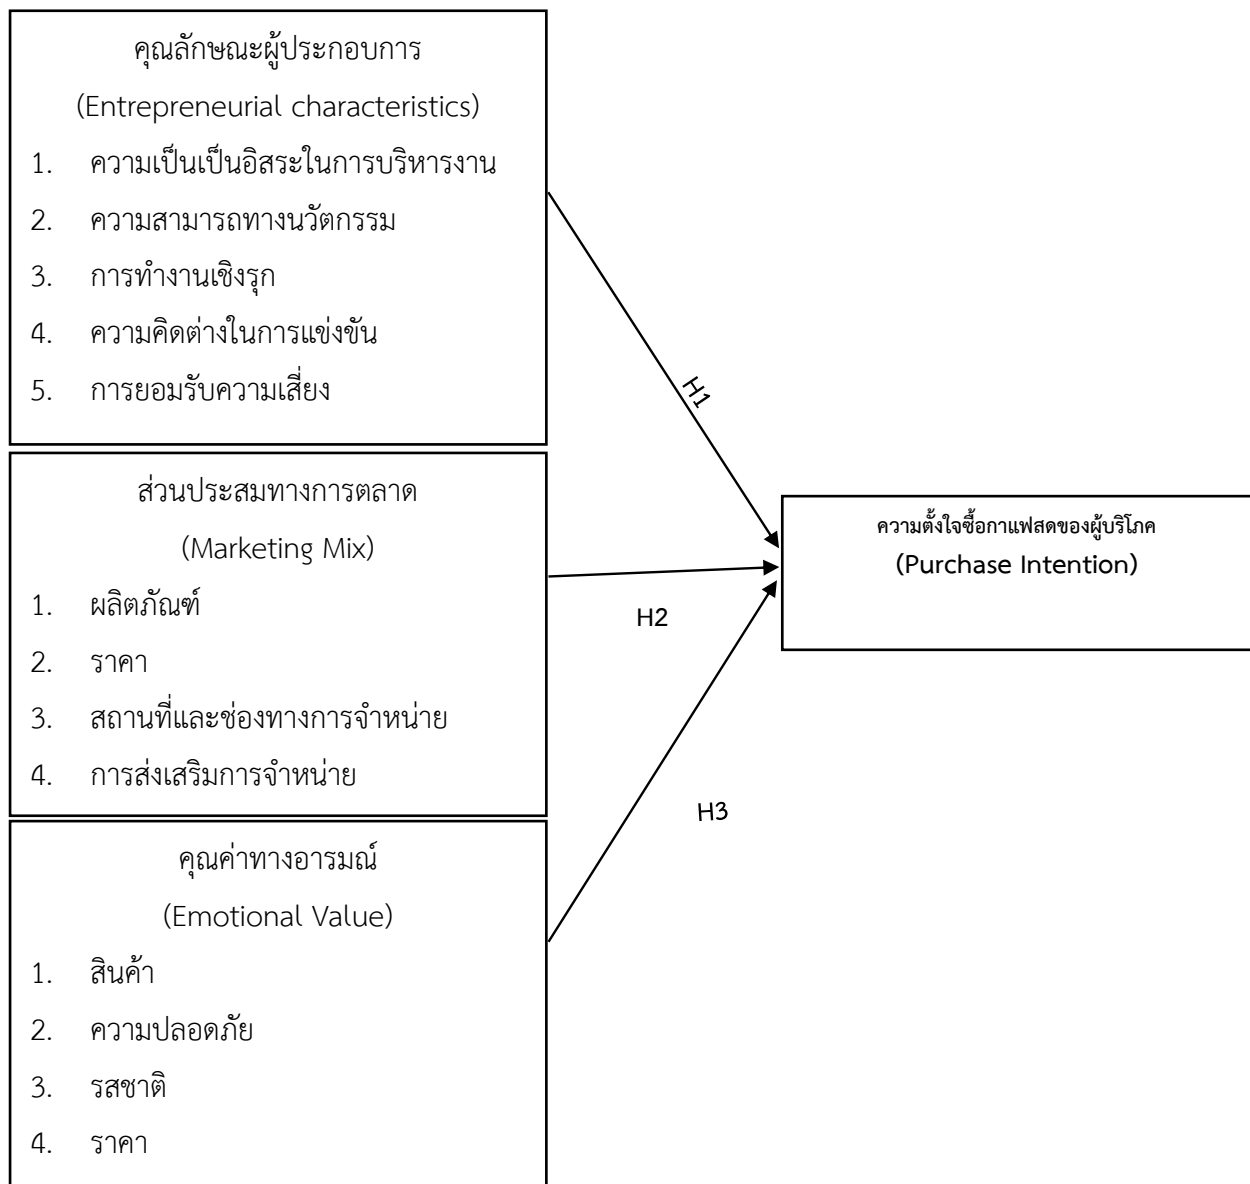 คุณลักษณะผู้ประกอบการ
(Entrepreneurial characteristics)
1. ความเป็นเป็นอิสระในการบริหารงาน
2. ความสามารถทางนวัตกรรม
3. การทำงานเชิงรุก
4. ความคิดต่างในการแข่งขัน
5. การยอมรับความเสี่ยง
H1
ส่วนประสมทางการตลาด
(Marketing Mix)
1. ผลิตภัณฑ์
2. ราคา
3. สถานที่และช่องทางการจำหน่าย
4. การส่งเสริมการจำหน่าย
H2
ความตั้งใจซื้อกาแฟสดของผู้บริโภค
(Purchase Intention)
คุณค่าทางอารมณ์
(Emotional Value)
1. สินค้า
2. ความปลอดภัย
3. รสชาติ
4. ราคา
H3